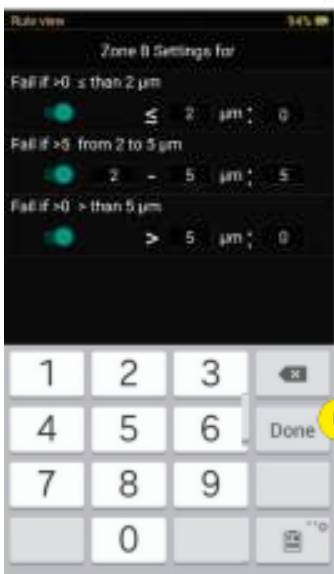 Rule view 94%
Zone B Settings for
Fail if >0 ≤ than 2 µm
≤ 2 µm: 0
Fail if >5 from 2 to 5 µm
2 - 5 µm: 5
Fail if >0 > than 5 µm
> 5 µm: 0
1 2 3
4 5 6 Done
7 8 9
0